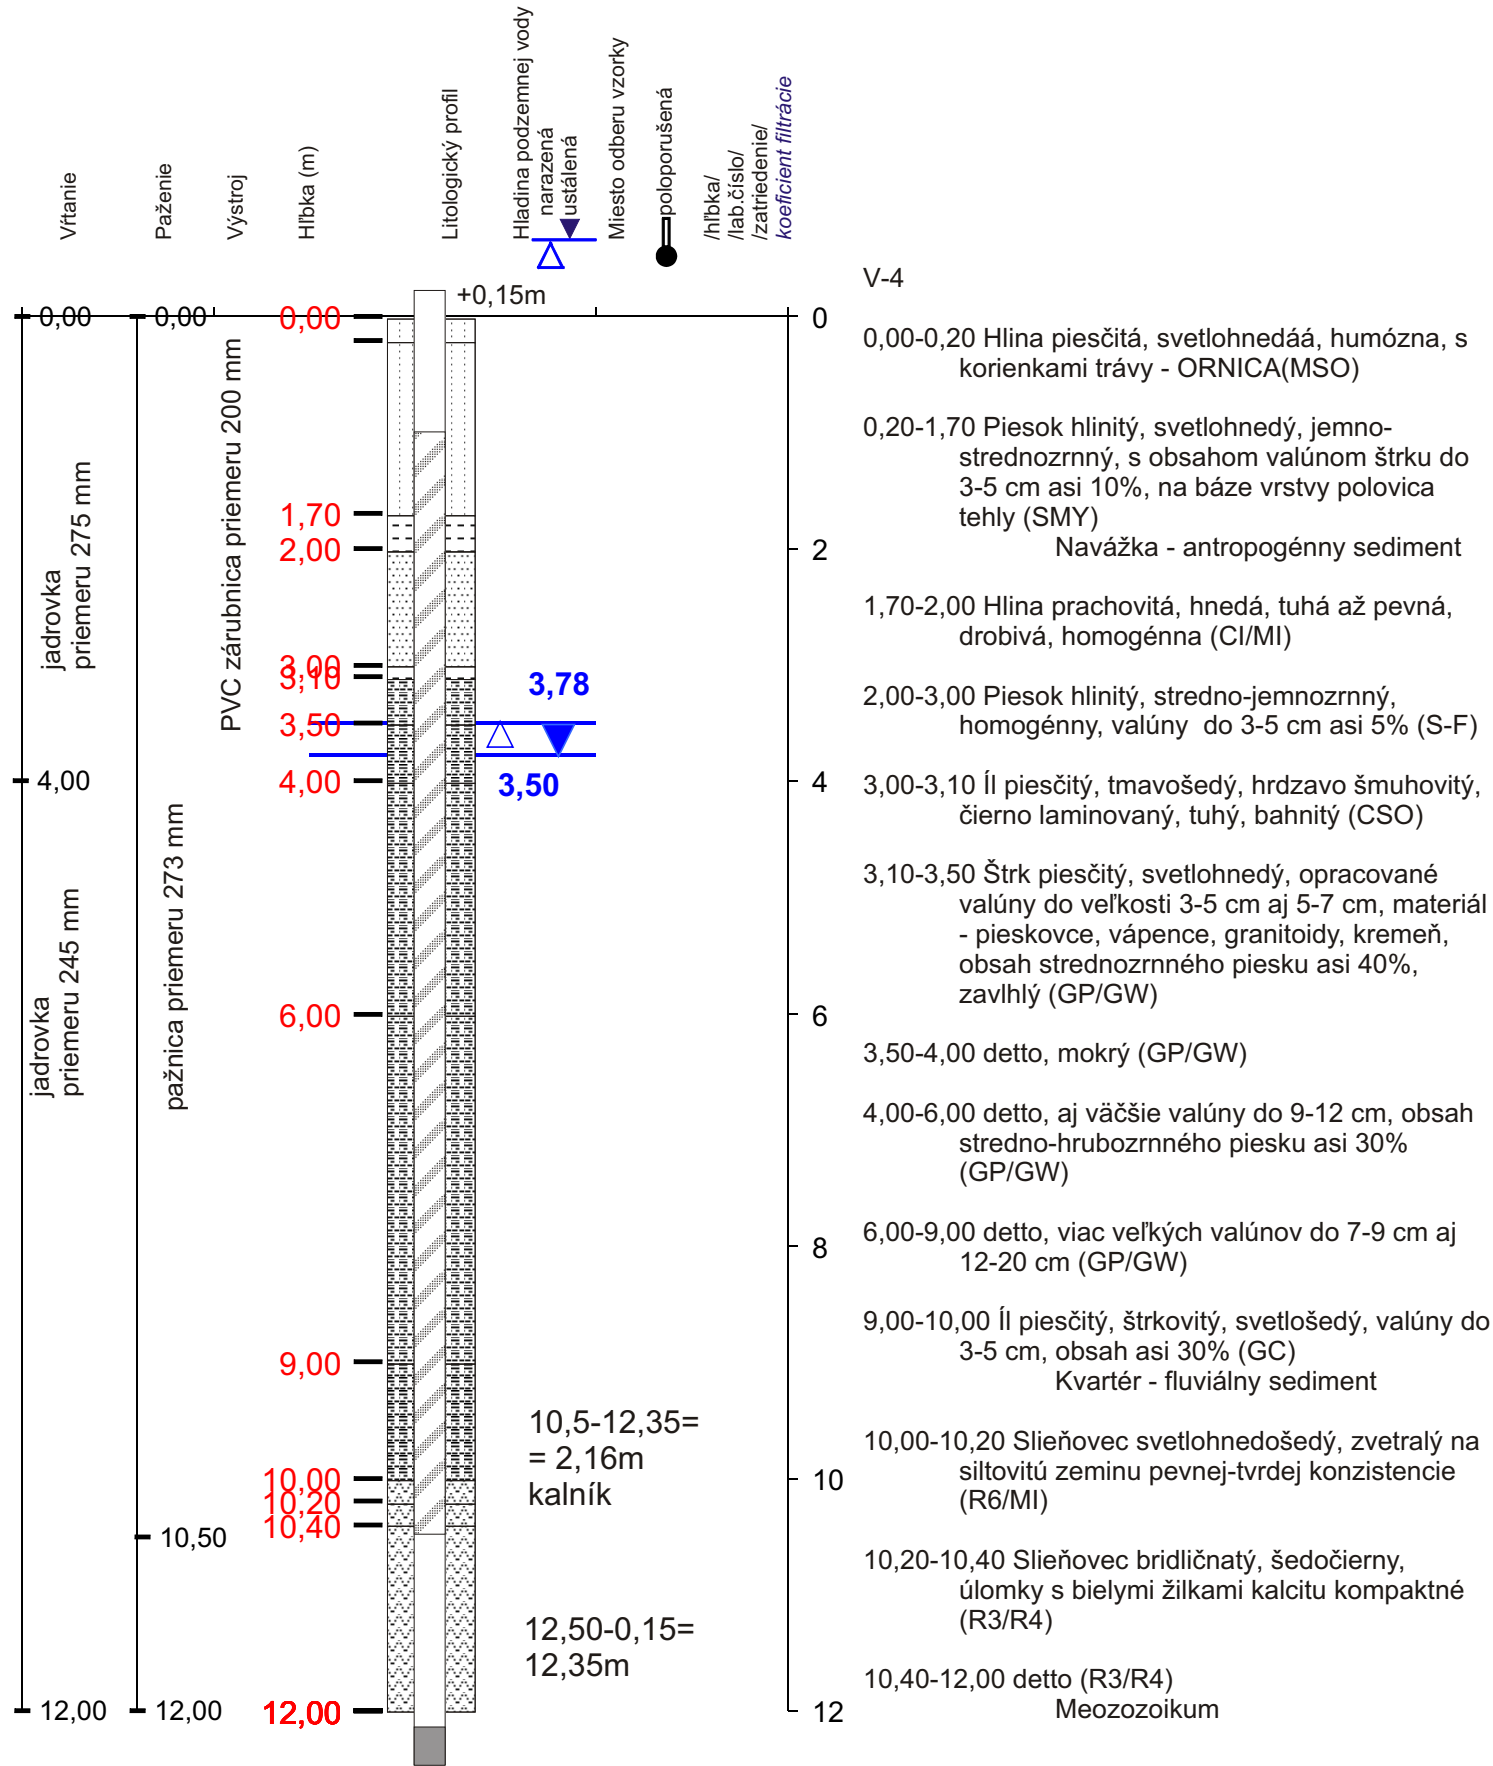 Vŕtanie
Paženie
Výstroj
Hľbka (m)
Litologický profil
Hladina podzemnej vody
narazená
ustálená
Miesto odberu vzorky
poloporušená
/hľbka/
/lab.číslo/
/zatriedenie/
koeficient filtrácie
+0,15m
0,00
0,00
0,00
1,70
2,00
3,00
3,10
3,50
4,00
6,00
9,00
10,00
10,20
10,40
12,00
4,00
12,00
10,50
12,00
jadrovka
priemeru 275 mm
jadrovka
priemeru 245 mm
pažnica priemeru 273 mm
PVC zárubnica priemeru 200 mm
3,78
3,50
10,5-12,35=
= 2,16m
kalník
12,50-0,15=
12,35m
0
2
4
6
8
10
12
V-4
0,00-0,20 Hlina piesčitá, svetlohnedáá, humózna, s
korienkami trávy - ORNICA(MSO)
0,20-1,70 Piesok hlinitý, svetlohnedý, jemno-
strednozrnný, s obsahom valúnom štrku do
3-5 cm asi 10%, na báze vrstvy polovica
tehly (SMY)
Navážka - antropogénny sediment
1,70-2,00 Hlina prachovitá, hnedá, tuhá až pevná,
drobivá, homogénna (CI/MI)
2,00-3,00 Piesok hlinitý, stredno-jemnozrnný,
homogénny, valúny do 3-5 cm asi 5% (S-F)
3,00-3,10 Íl piesčitý, tmavošedý, hrdzavo šmuhovitý,
čierno laminovaný, tuhý, bahnitý (CSO)
3,10-3,50 Štrk piesčitý, svetlohnedý, opracované
valúny do veľkosti 3-5 cm aj 5-7 cm, materiál
- pieskovce, vápence, granitoidy, kremeň,
obsah strednozrnného piesku asi 40%,
zavlhlý (GP/GW)
3,50-4,00 detto, mokrý (GP/GW)
4,00-6,00 detto, aj väčšie valúny do 9-12 cm, obsah
stredno-hrubozrnného piesku asi 30%
(GP/GW)
6,00-9,00 detto, viac veľkých valúnov do 7-9 cm aj
12-20 cm (GP/GW)
9,00-10,00 Íl piesčitý, štrkovitý, svetlošedý, valúny do
3-5 cm, obsah asi 30% (GC)
Kvartér - fluviálny sediment
10,00-10,20 Slieňovec svetlohnedošedý, zvetralý na
siltovitú zeminu pevnej-tvrdej konzistencie
(R6/MI)
10,20-10,40 Slieňovec bridličnatý, šedočierny,
úlomky s bielymi žilkami kalcitu kompaktné
(R3/R4)
10,40-12,00 detto (R3/R4)
Meozozoikum